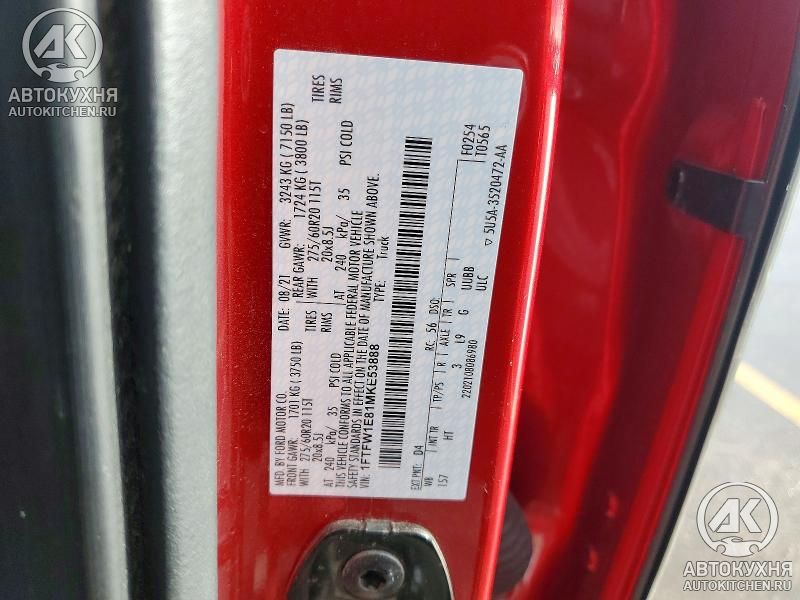 MFD. BY FORD MOTOR CO.
DATE: 08/21 GVWR: 3243 KG ( 7150 LB)
FRONT GAWR: 1701 KG ( 3750 LB) REAR GAWR: 1724 KG ( 3800 LB)
WITH 275/60R20 115T TIRES WITH 275/60R20 115T TIRES
20x8.5J RIMS 20x8.5J RIMS
AT 240 kPa/ 35 PSI COLD AT 240 kPa/ 35 PSI COLD
THIS VEHICLE CONFORMS TO ALL APPLICABLE FEDERAL MOTOR VEHICLE
SAFETY STANDARDS IN EFFECT ON THE DATE OF MANUFACTURE SHOWN ABOVE.
VIN: 1FTFW1E81MKE53888 TYPE: Truck
EXT PNT: D4 RC: 56 DSO: F0254
WB INT TR TP/PS R AXLE TR SPR T0565
157 HT 3 L9 G UUBB
ULC
2202108086980
5U5A-3520472-AA
АВТОКУХНЯ
AUTOKITCHEN.RU
АВТОКУХНЯ
AUTOKITCHEN.RU